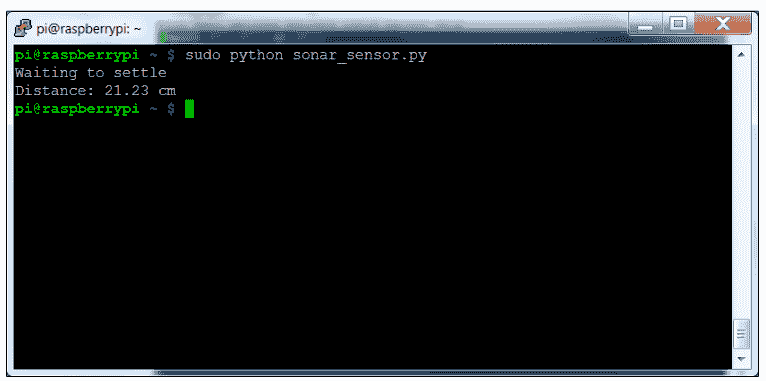 pi@raspberrypi: ~
pi@raspberrypi ~ $ sudo python sonar_sensor.py
Waiting to settle
Distance: 21.23 cm
pi@raspberrypi ~ $